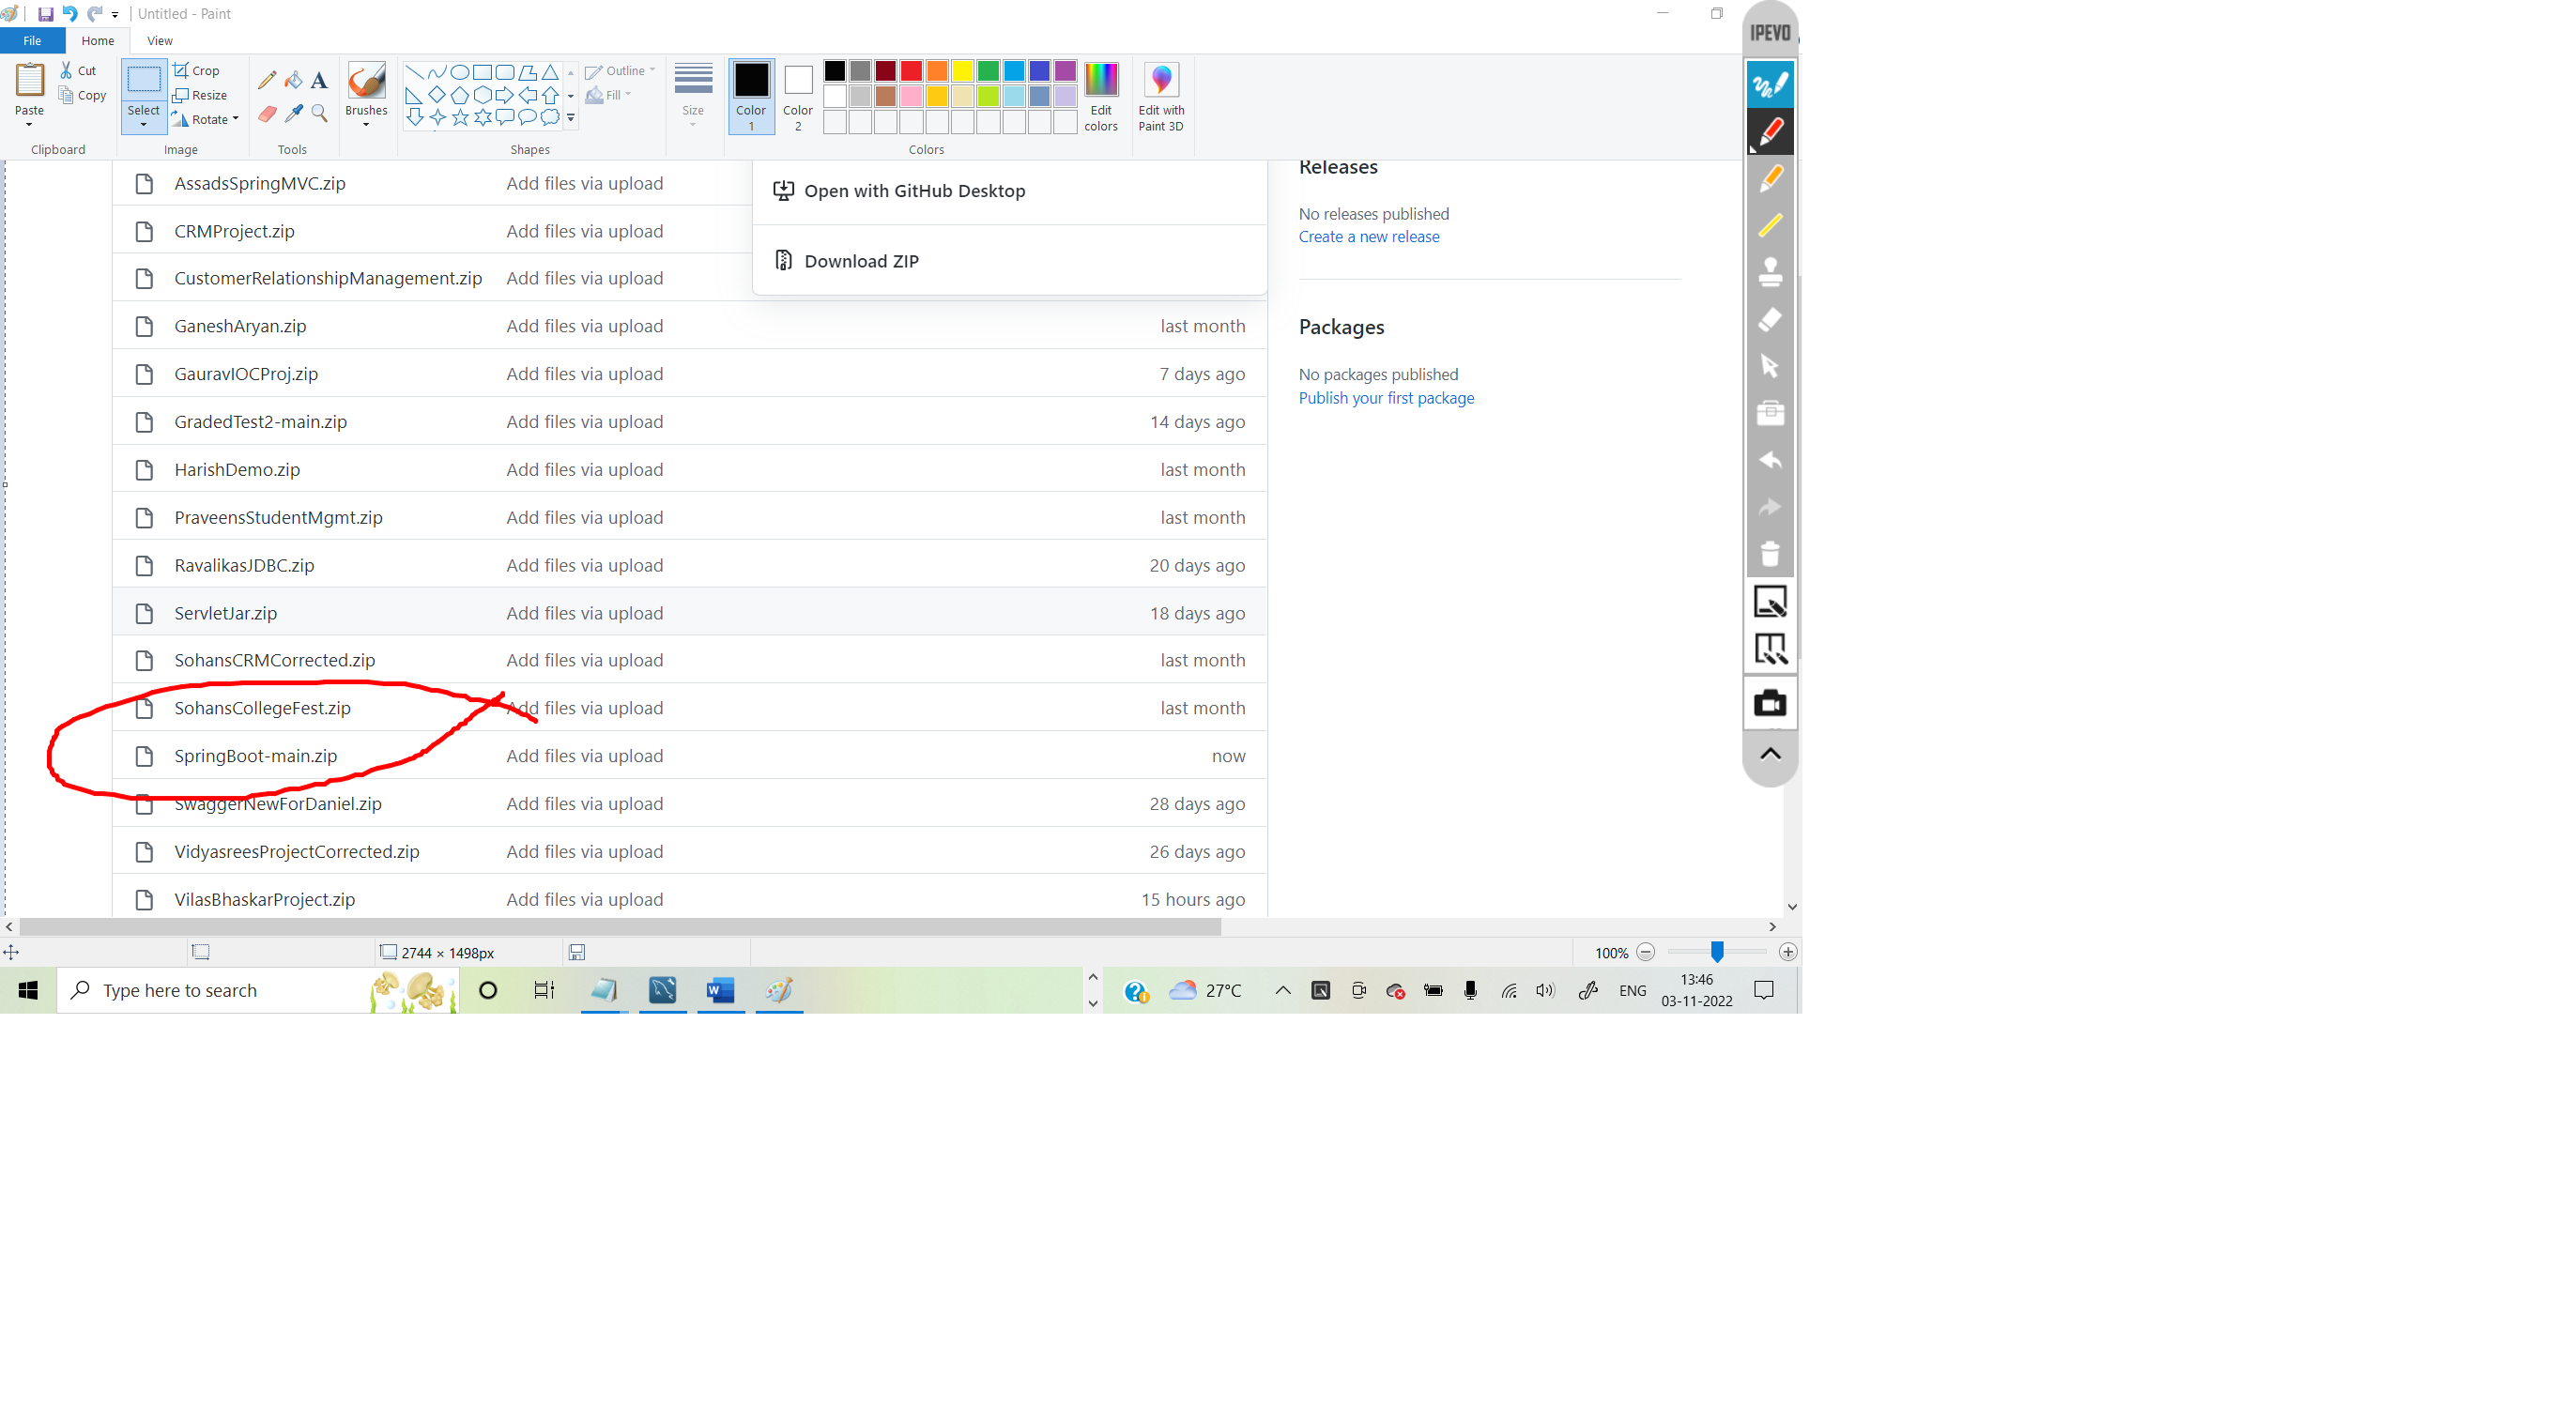 Untitled - Paint
IPEVO
File Home View
Paste Cut Copy Select Crop Resize Rotate Brushes Outline Fill Size Color 1 Color 2 Edit colors Edit with Paint 3D
Clipboard Image Tools Shapes Colors
AssadsSpringMVC.zip Add files via upload
CRMProject.zip Add files via upload
CustomerRelationshipManagement.zip Add files via upload
Open with GitHub Desktop
Download ZIP
GaneshAryan.zip Add files via upload last month
GauravIOCProj.zip Add files via upload 7 days ago
GradedTest2-main.zip Add files via upload 14 days ago
HarishDemo.zip Add files via upload last month
PraveensStudentMgmt.zip Add files via upload last month
RavalikasJDBC.zip Add files via upload 20 days ago
ServletJar.zip Add files via upload 18 days ago
SohansCRMCorrected.zip Add files via upload last month
SohansCollegeFest.zip Add files via upload last month
SpringBoot-main.zip Add files via upload now
SwaggerNewForDaniel.zip Add files via upload 28 days ago
VidyasreesProjectCorrected.zip Add files via upload 26 days ago
VilasBhaskarProject.zip Add files via upload 15 hours ago
Releases
No releases published
Create a new release
Packages
No packages published
Publish your first package
2744 × 1498px 100%
Type here to search 27°C ENG 13:46
03-11-2022